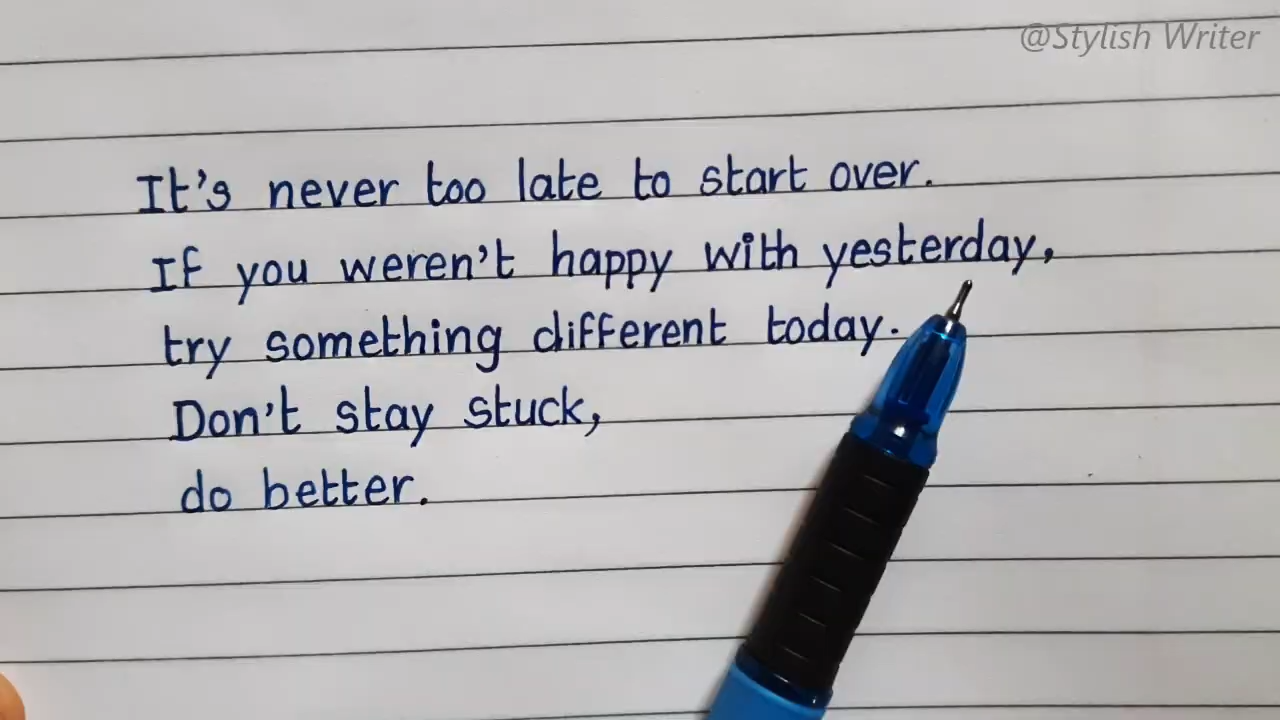 @Stylish Writer
It's never too late to start over.
If you weren't happy with yesterday,
try something different today.
Don't stay stuck,
do better.